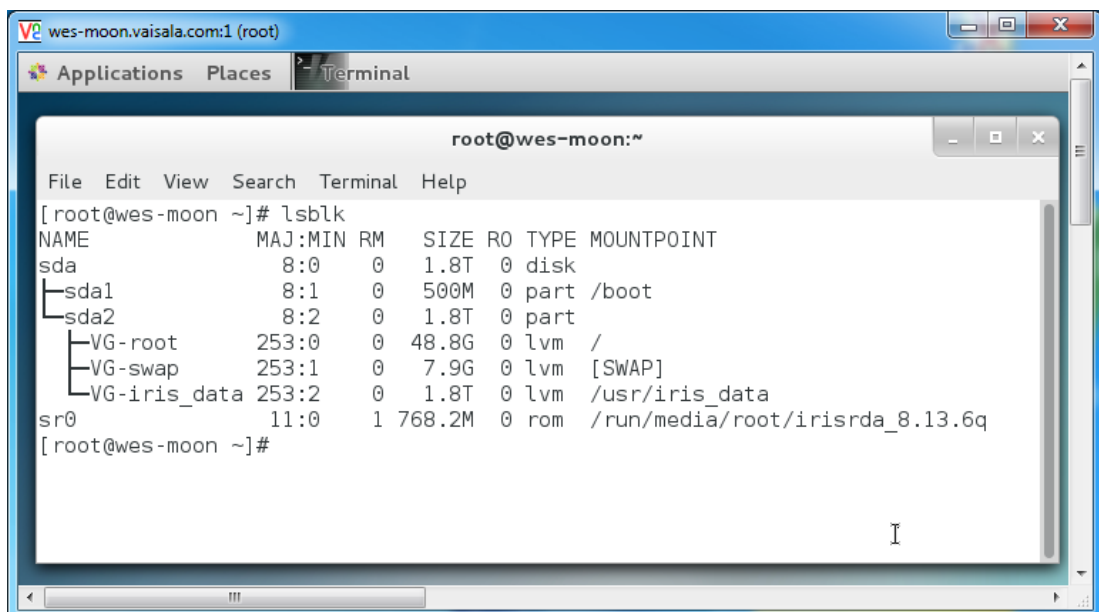 wes-moon.vaisala.com:1 (root)
Applications Places Terminal
root@wes-moon:~
File Edit View Search Terminal Help
[root@wes-moon ~]# lsblk
NAME MAJ:MIN RM SIZE RO TYPE MOUNTPOINT
sda 8:0 0 1.8T 0 disk
├─sda1 8:1 0 500M 0 part /boot
└─sda2 8:2 0 1.8T 0 part
├─VG-root 253:0 0 48.8G 0 lvm /
├─VG-swap 253:1 0 7.9G 0 lvm [SWAP]
└─VG-iris_data 253:2 0 1.8T 0 lvm /usr/iris_data
sr0 11:0 1 768.2M 0 rom /run/media/root/irisrda_8.13.6q
[root@wes-moon ~]#